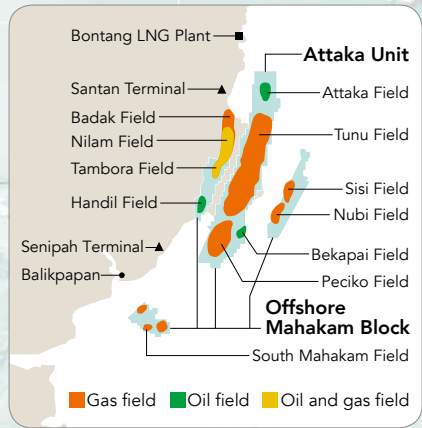 Bontang LNG Plant
Attaka Unit
Santan Terminal
Attaka Field
Badak Field
Tunu Field
Nilam Field
Tambora Field
Sisi Field
Handil Field
Nubi Field
Senipah Terminal
Bekapai Field
Balikpapan
Peciko Field
Offshore
Mahakam Block
South Mahakam Field
Gas field
Oil field
Oil and gas field